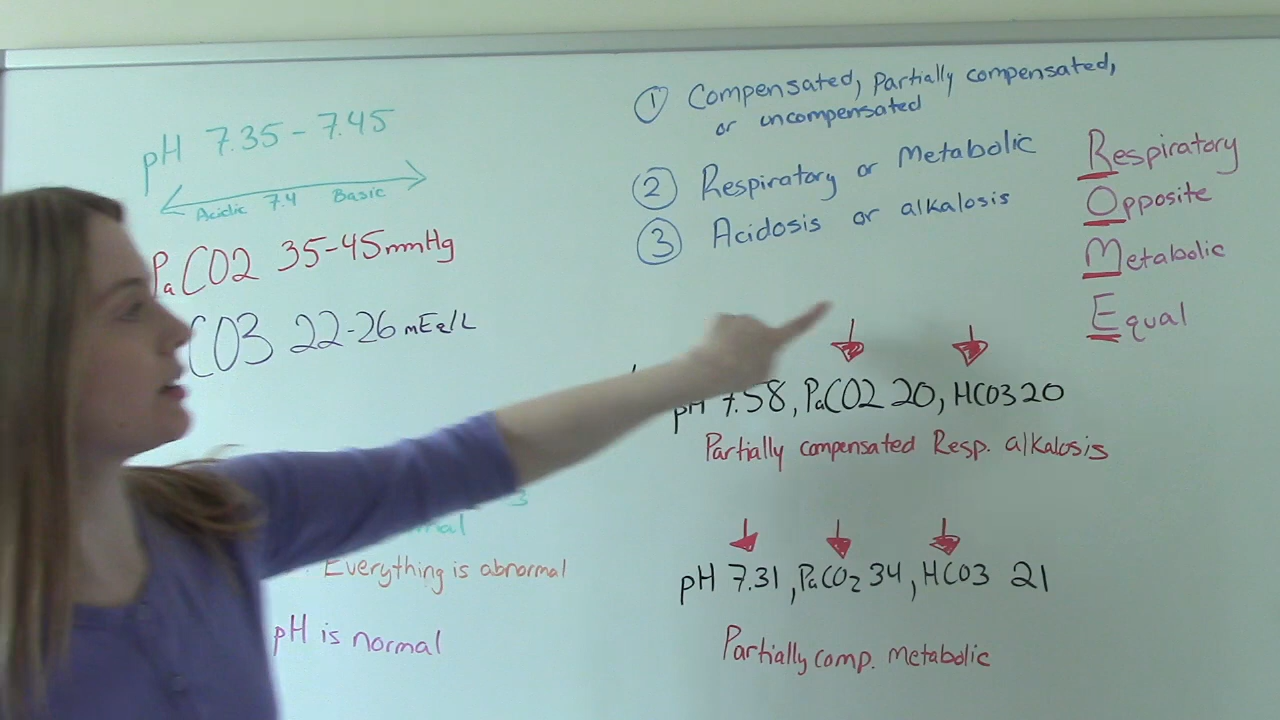 pH 7.35-7.45
Acidic 7.4 Basic
PaCO2 35-45mmHg
CO3 22-26 mEq/L
3
Everything is abnormal
pH is normal
① Compensated, partially compensated,
or uncompensated
② Respiratory or Metabolic
③ Acidosis or alkalosis
Respiratory
Opposite
Metabolic
Equal
pH 7.58, PaCO2 20, HCO3 20
Partially compensated Resp. alkalosis
pH 7.31, PaCO2 34, HCO3 21
Partially comp. metabolic